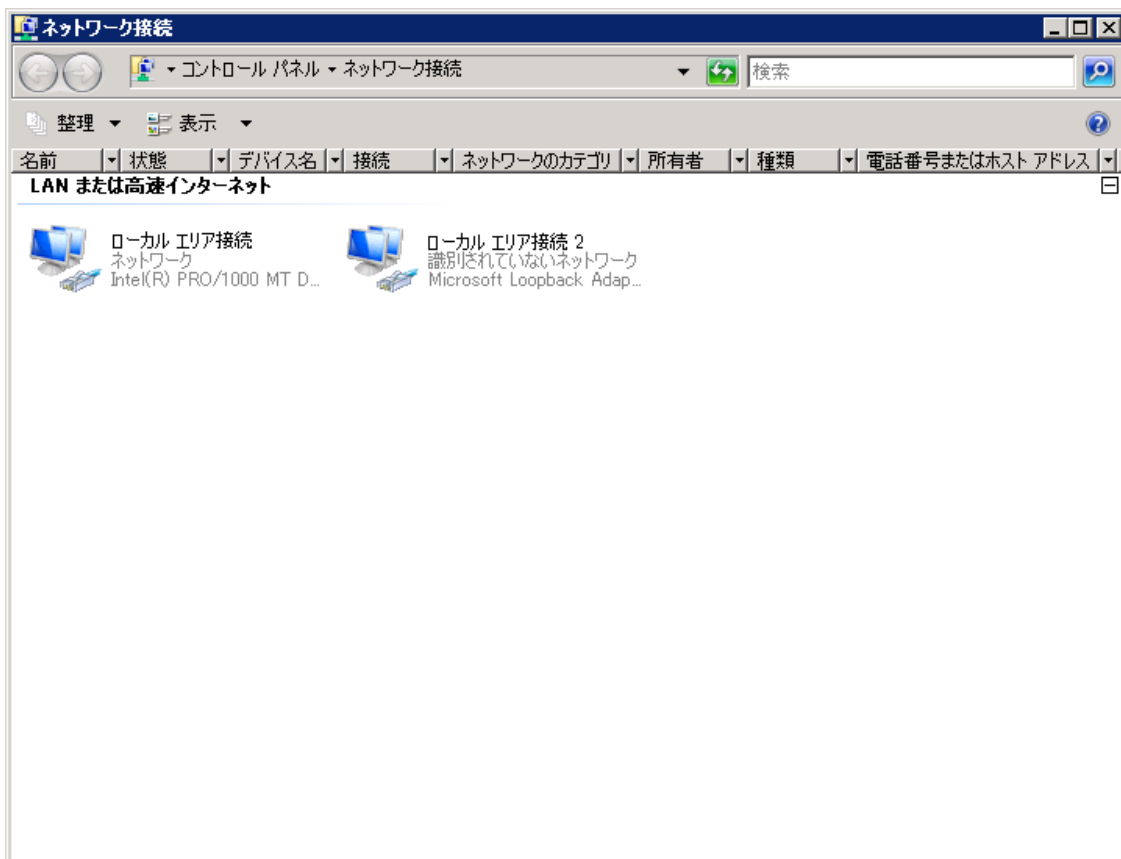 ネットワーク接続
コントロール パネル ネットワーク接続 検索
整理 表示
名前 状態 デバイス名 接続 ネットワークのカテゴリ 所有者 種類 電話番号またはホスト アドレス
LAN または高速インターネット
ローカル エリア接続
ネットワーク
Intel(R) PRO/1000 MT D...
ローカル エリア接続 2
識別されていないネットワーク
Microsoft Loopback Adap...